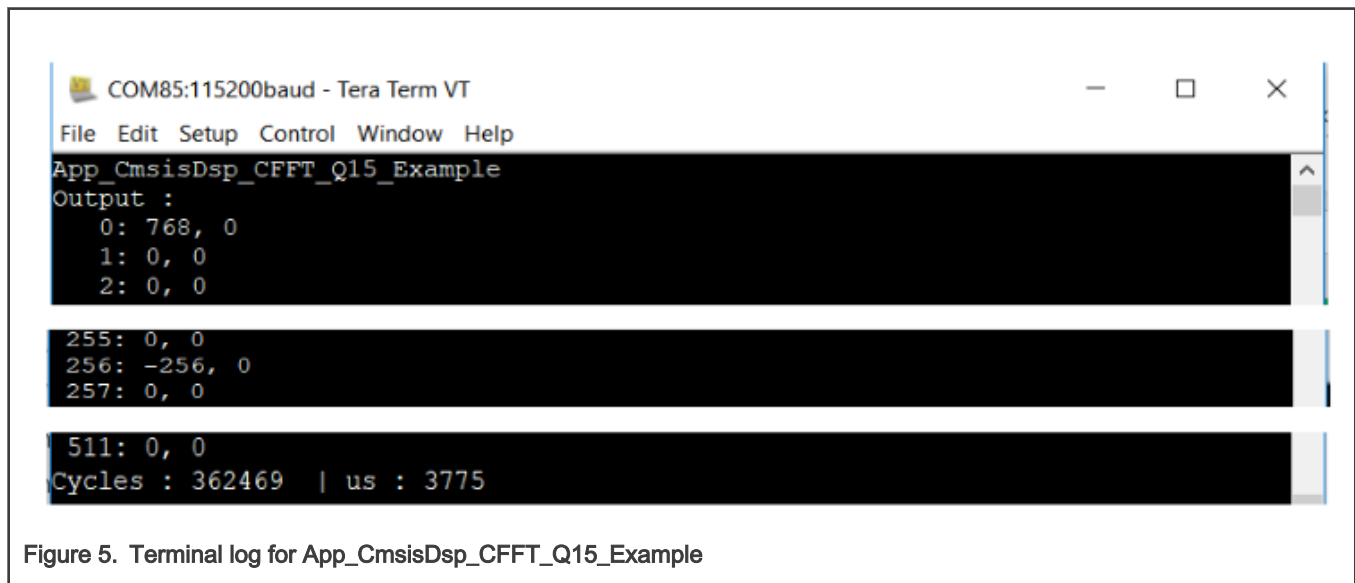 COM85:115200baud - Tera Term VT
File Edit Setup Control Window Help
App_CmsisDsp_CFFT_Q15_Example
Output :
0: 768, 0
1: 0, 0
2: 0, 0
255: 0, 0
256: -256, 0
257: 0, 0
511: 0, 0
Cycles : 362469 | us : 3775
Figure 5. Terminal log for App_CmsisDsp_CFFT_Q15_Example